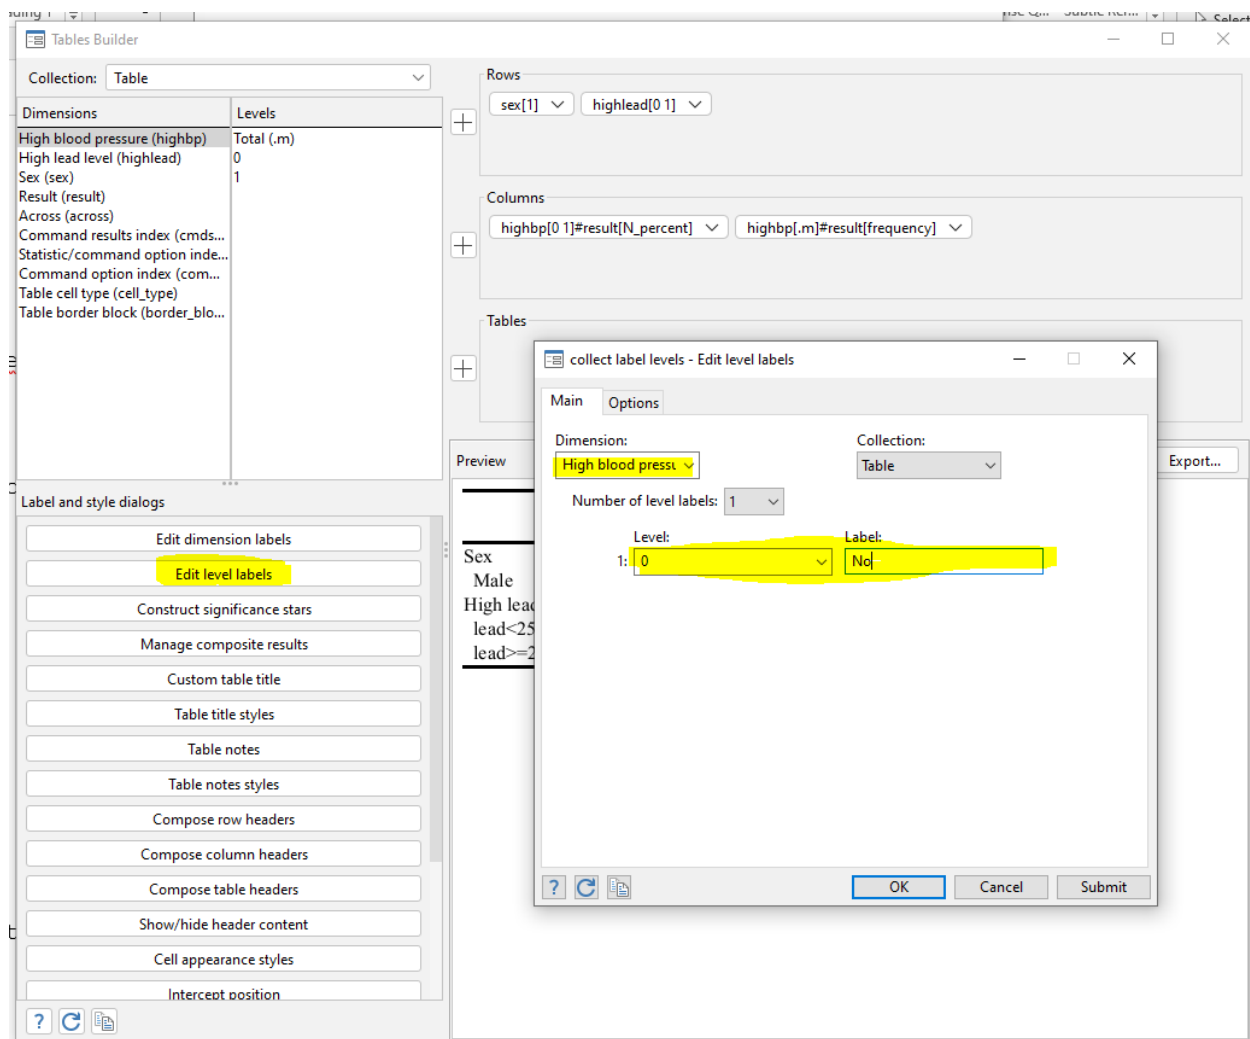 Select
Tables Builder
Collection: Table
Dimensions Levels
High blood pressure (highbp) Total (.m)
High lead level (highlead) 0
Sex (sex) 1
Result (result)
Across (across)
Command results index (cmds...
Statistic/command option inde...
Command option index (com...
Table cell type (cell_type)
Table border block (border_blo...
Rows
sex[1] highlead[0 1]
Columns
highbp[0 1]#result[N_percent] highbp[.m]#result[frequency]
Tables
Label and style dialogs
Edit dimension labels
Edit level labels
Construct significance stars
Manage composite results
Custom table title
Table title styles
Table notes
Table notes styles
Compose row headers
Compose column headers
Compose table headers
Show/hide header content
Cell appearance styles
Intercept position
?
Preview Export...
Sex
Male
High lead
lead<25
lead>=2
collect label levels - Edit level labels
Main Options
Dimension: Collection:
High blood pressu Table
Number of level labels: 1
Level: Label:
1: 0 No
? OK Cancel Submit